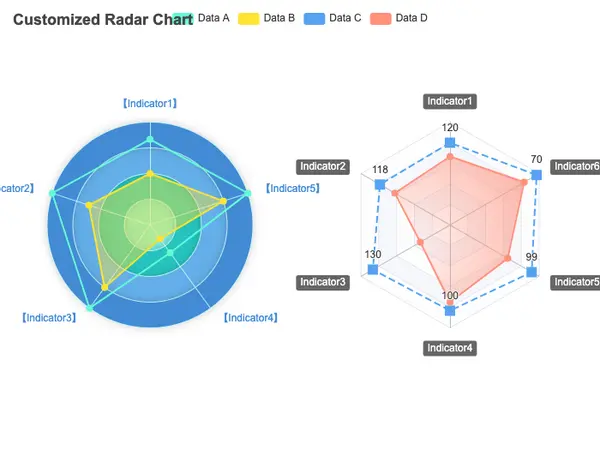 Customized Radar Chart
Data A
Data B
Data C
Data D
【Indicator1】
cator2】
【Indicator5】
【Indicator3】
【Indicator4】
Indicator1
120
Indicator2
118
70
Indicator6
Indicator3
130
99
Indicator5
100
Indicator4